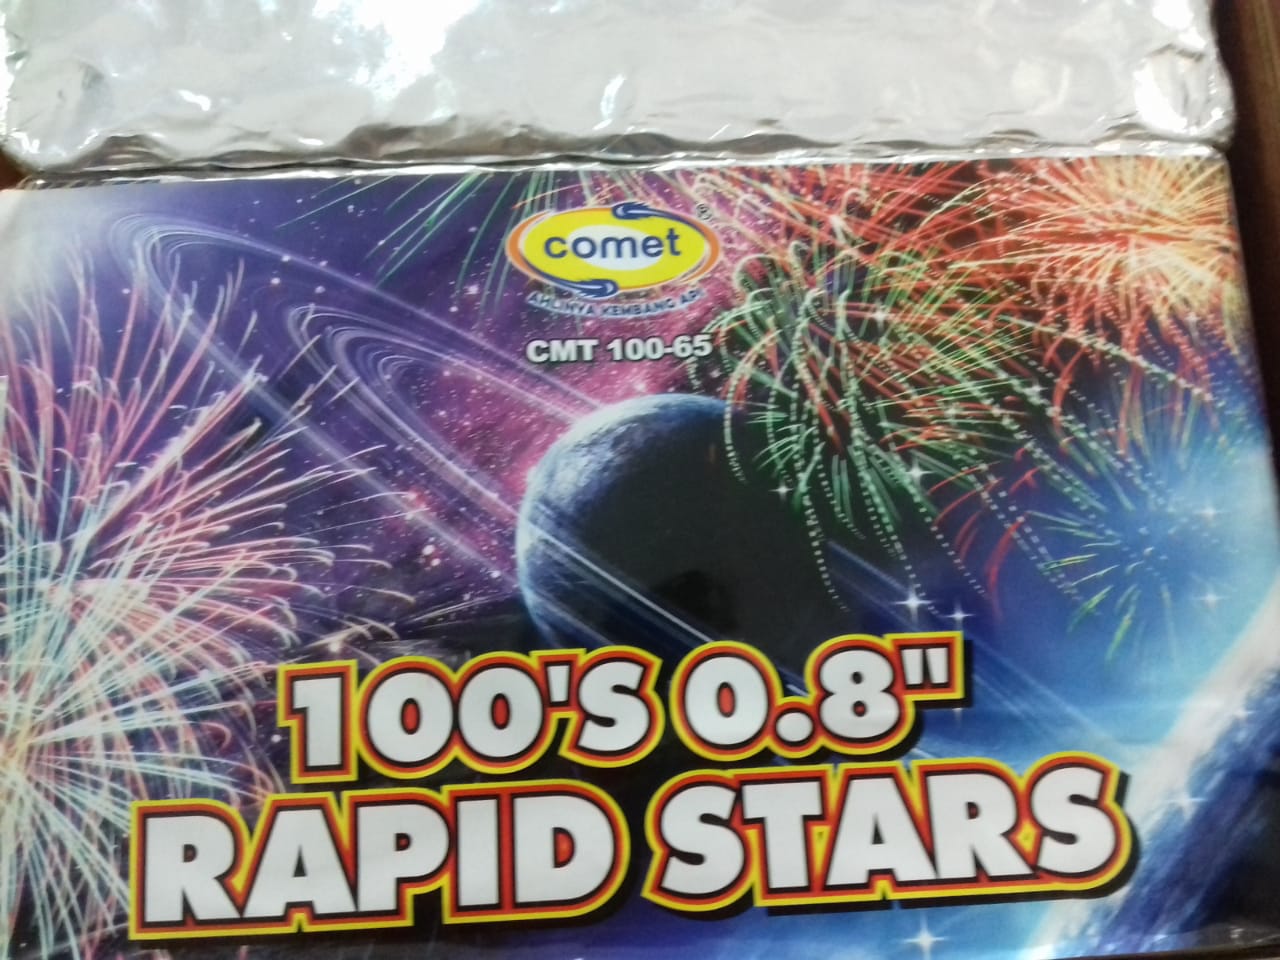 ®
comet
AHLINYA KEMBANG API
CMT 100-65
100'S 0.8"
RAPID STARS